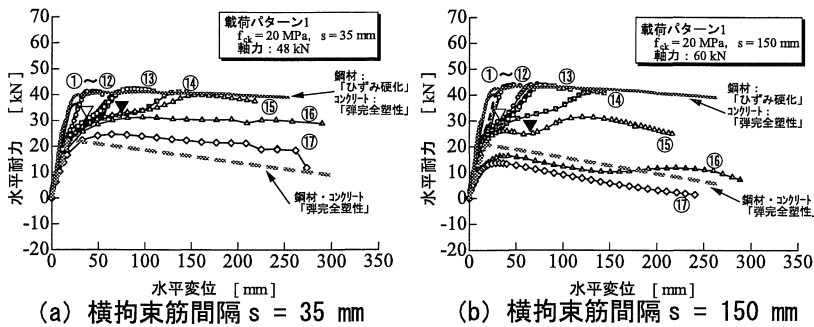 載荷パターン1
f_ck = 20 MPa, s = 35 mm
軸力 : 48 kN
70
60
50
40
30
20
10
0
-10
-20
水平耐力 [ kN]
①～⑫
⑬
⑭
⑮
⑯
⑰
鋼材 :
「ひずみ硬化」
コンクリート :
「弾完全塑性」
鋼材・コンクリート
「弾完全塑性」
0 50 100 150 200 250 300
水平変位 [ mm]
(a) 横拘束筋間隔 s = 35 mm
載荷パターン1
f_ck = 20 MPa, s = 150 mm
軸力 : 60 kN
70
60
50
40
30
20
10
0
-10
-20
水平耐力 [ kN]
①～⑫
⑬
⑭
⑮
⑯
⑰
鋼材 :
「ひずみ硬化」
コンクリート :
「弾完全塑性」
鋼材・コンクリート
「弾完全塑性」
0 50 100 150 200 250 300
水平変位 [ mm]
(b) 横拘束筋間隔 s = 150 mm